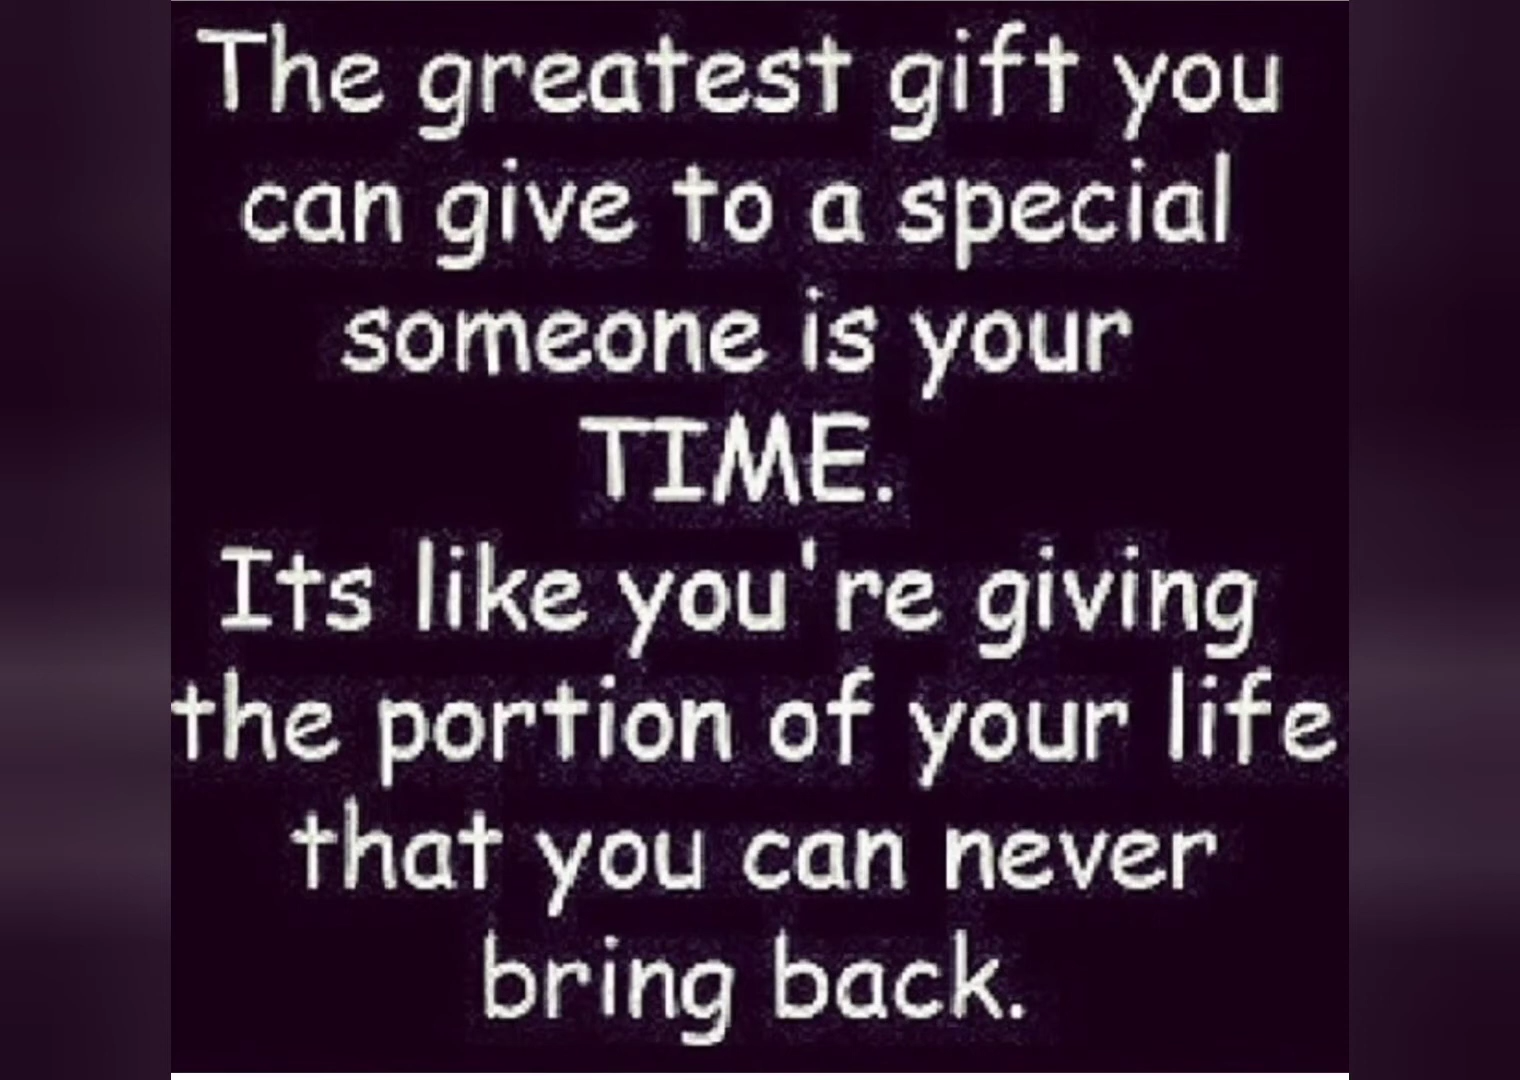 The greatest gift you
can give to a special
someone is your
TIME.
Its like you're giving
the portion of your life
that you can never
bring back.